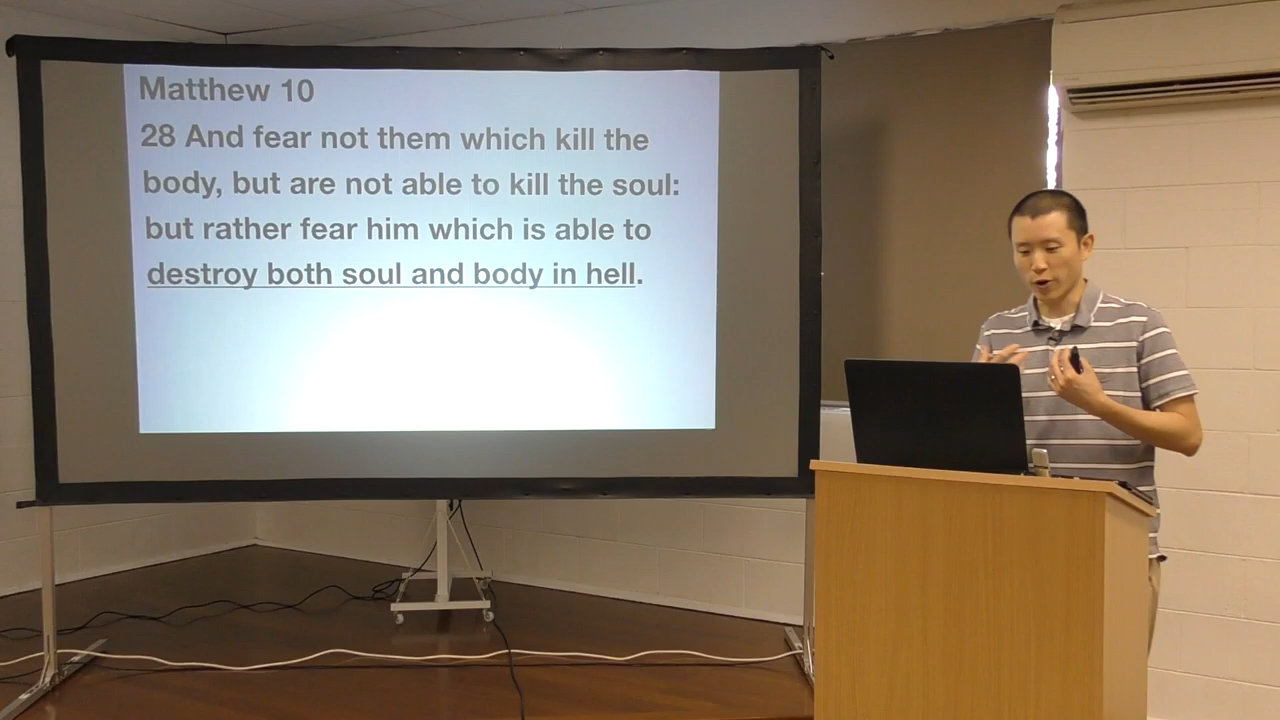 Matthew 10
28 And fear not them which kill the
body, but are not able to kill the soul:
but rather fear him which is able to
destroy both soul and body in hell.